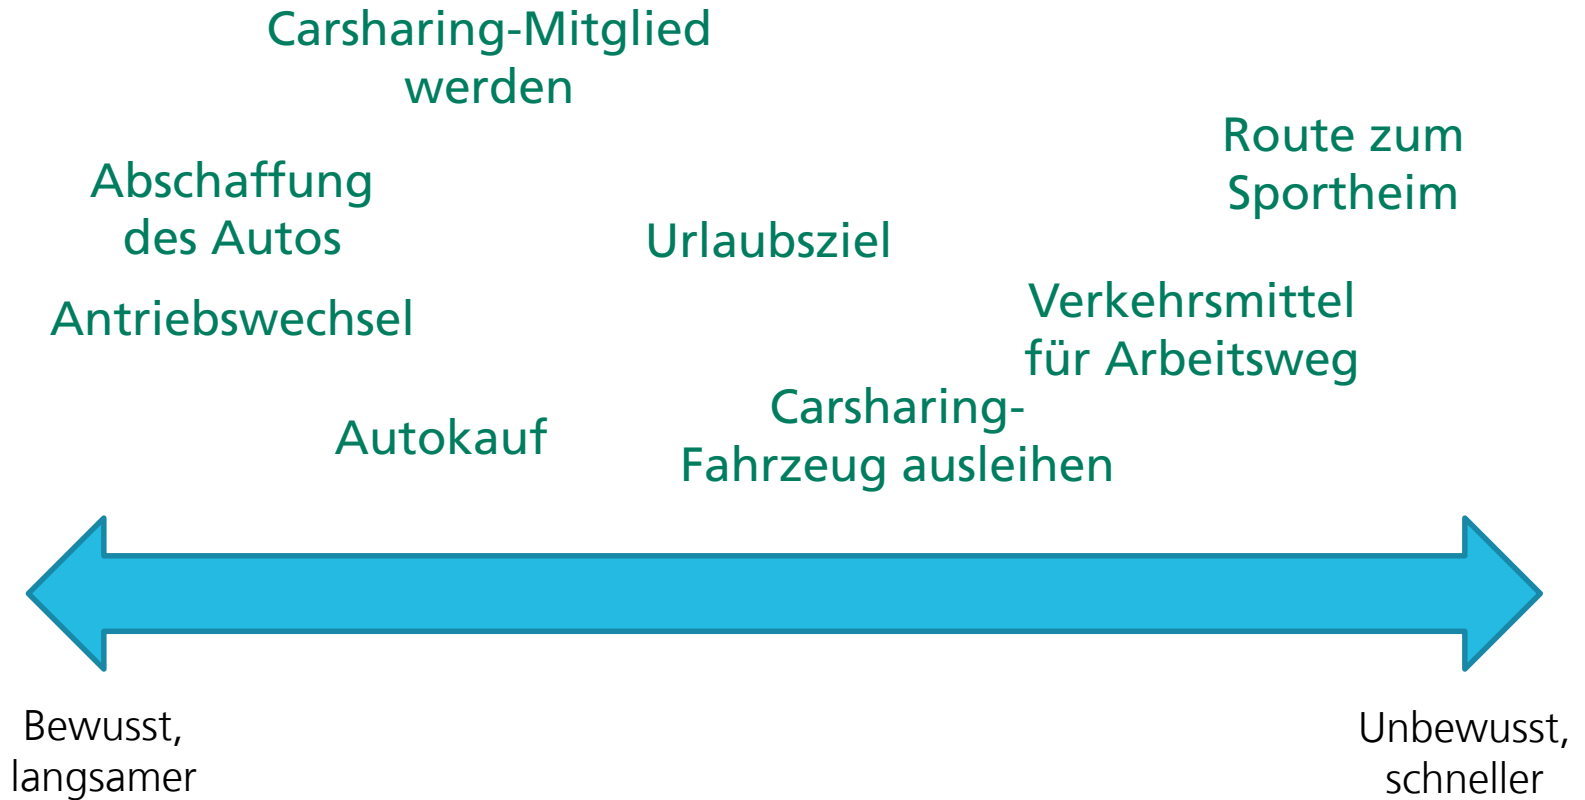 Carsharing-Mitglied
werden
Route zum
Sportheim
Abschaffung
des Autos
Urlaubsziel
Antriebswechsel
Verkehrsmittel
für Arbeitsweg
Carsharing-
Fahrzeug ausleihen
Autokauf
Bewusst,
langsamer
Unbewusst,
schneller